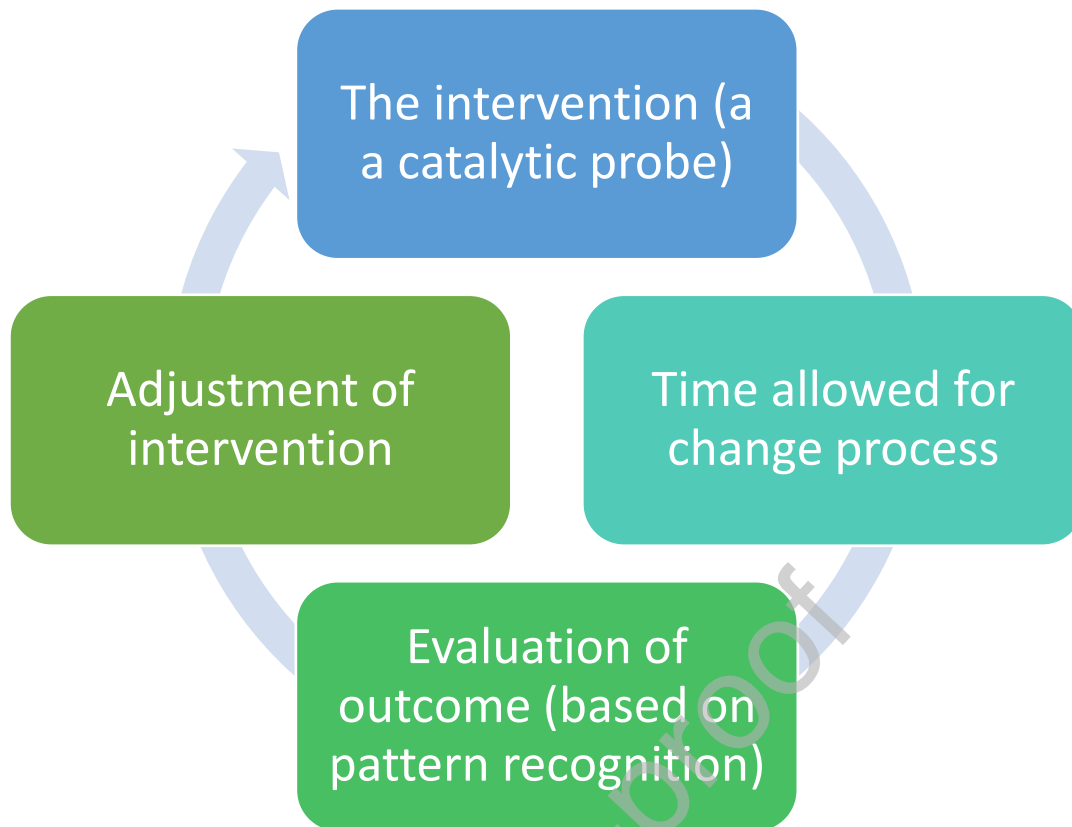 The intervention (a
a catalytic probe)
Time allowed for
change process
Evaluation of
outcome (based on
pattern recognition)
Adjustment of
intervention
proof